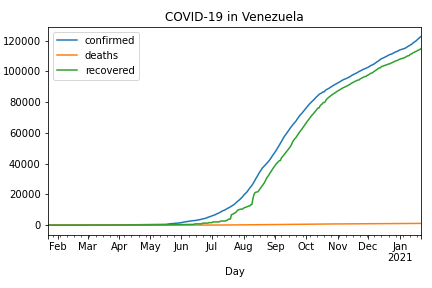 COVID-19 in Venezuela
confirmed
deaths
recovered
120000
100000
80000
60000
40000
20000
0
Feb Mar Apr May Jun Jul Aug Sep Oct Nov Dec Jan
2021
Day